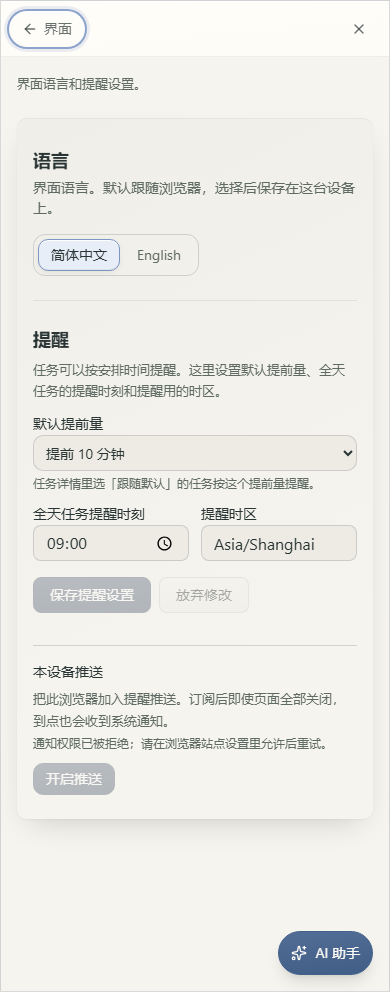 界面
界面语言和提醒设置。
语言
界面语言。默认跟随浏览器，选择后保存在这台设备
上。
简体中文 English
提醒
任务可以按安排时间提醒。这里设置默认提前量、全天
任务的提醒时刻和提醒用的时区。
默认提前量
提前 10 分钟
任务详情里选「跟随默认」的任务按这个提前量提醒。
全天任务提醒时刻 提醒时区
09:00 Asia/Shanghai
保存提醒设置 放弃修改
本设备推送
把此浏览器加入提醒推送。订阅后即使页面全部关闭，
到点也会收到系统通知。
通知权限已被拒绝；请在浏览器站点设置里允许后重试。
开启推送
AI 助手